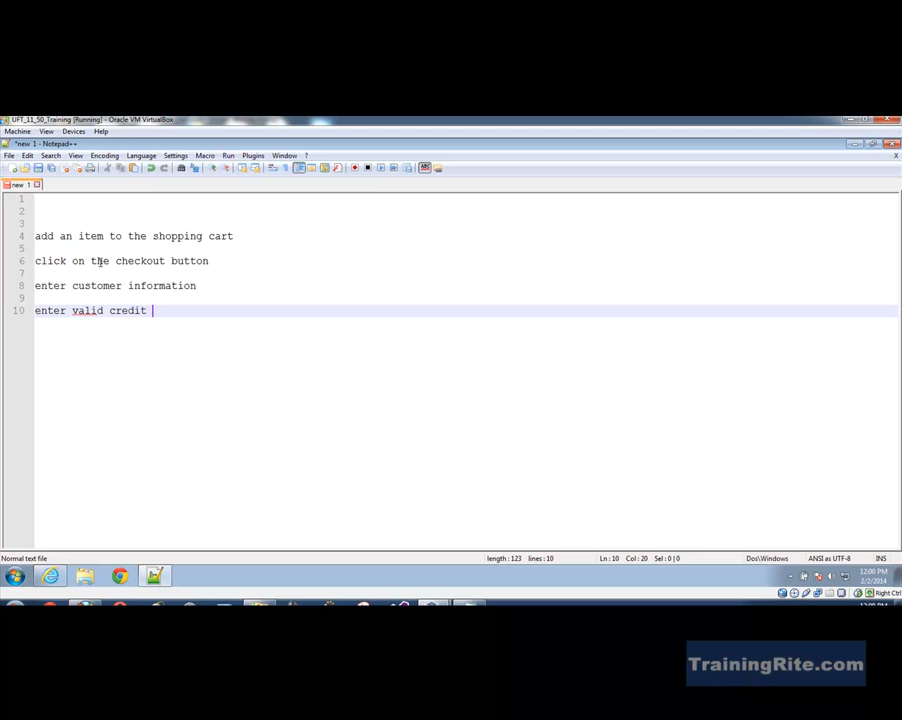 UFT_11_50_Training [Running] - Oracle VM VirtualBox
Machine View Devices Help
*new 1 - Notepad++
File Edit Search View Encoding Language Settings Macro Run Plugins Window ? X
new 1
1
2
3
4 add an item to the shopping cart
5
6 click on the checkout button
7
8 enter customer information
9
10 enter valid credit
Normal text file length : 123 lines : 10 Ln : 10 Col : 20 Sel : 0 | 0 Dos\Windows ANSI as UTF-8 INS
12:00 PM
2/2/2014
Right Ctrl
TrainingRite.com